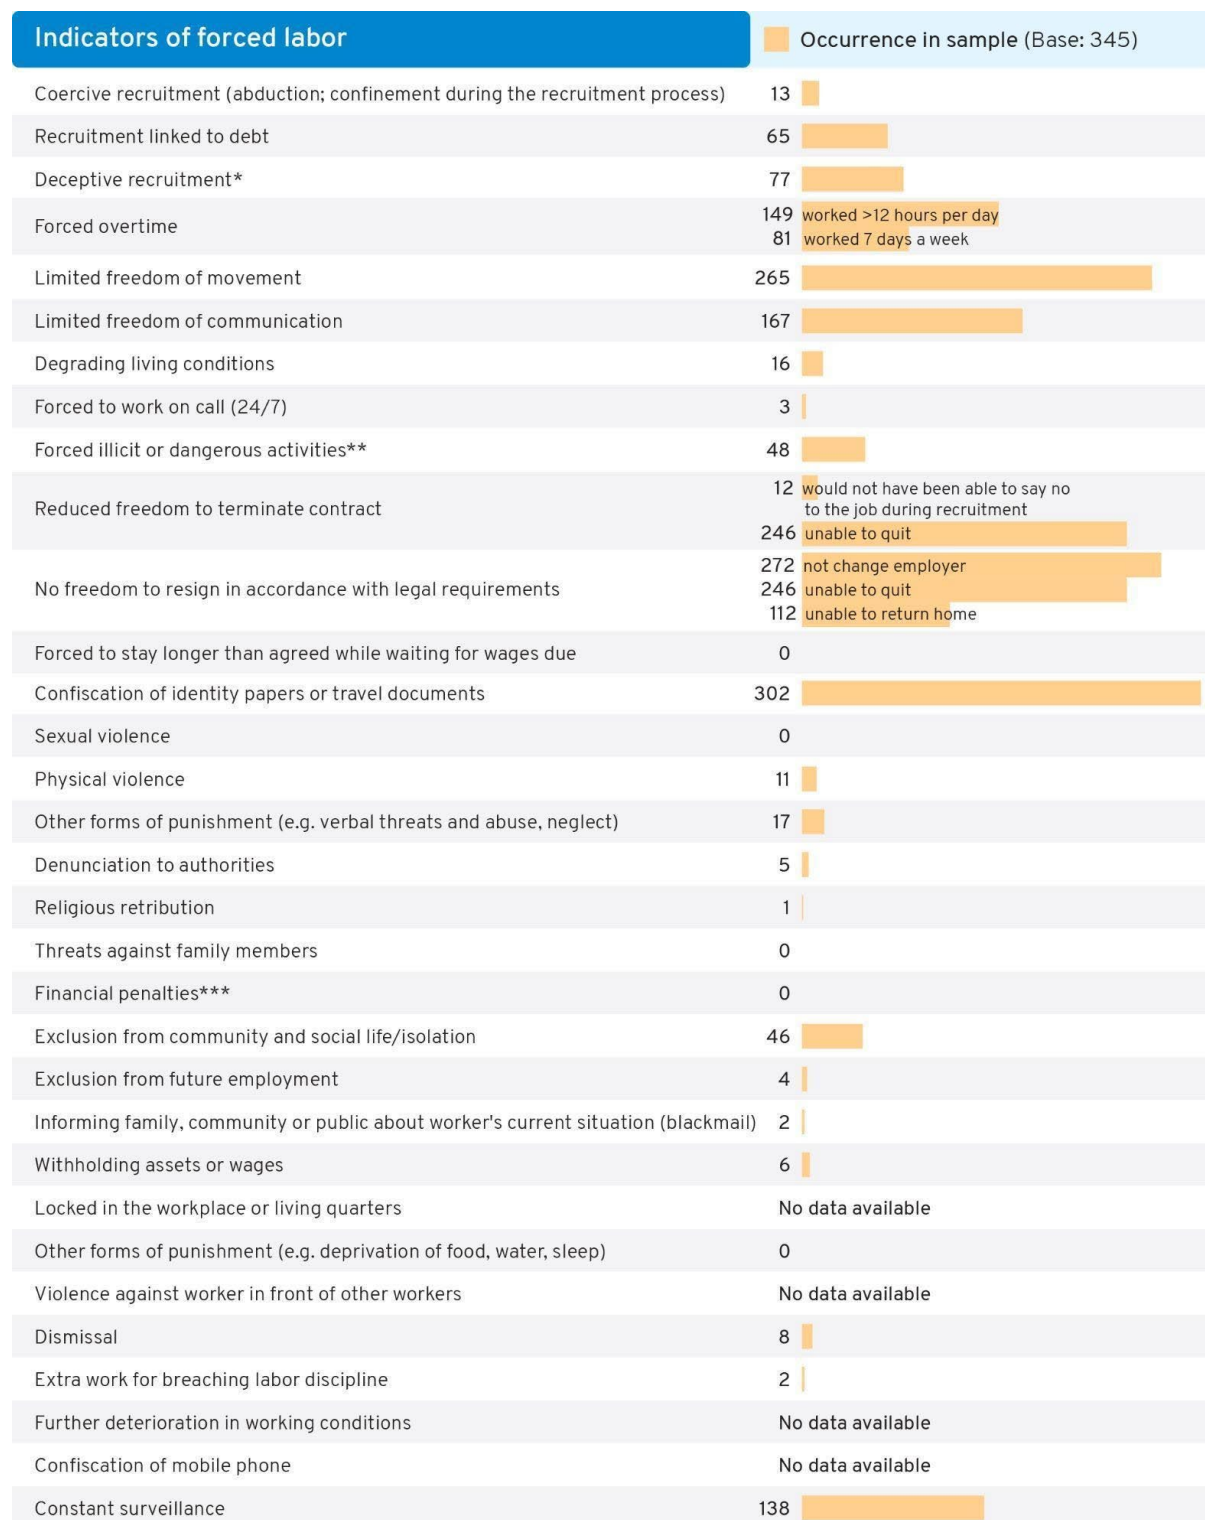 Indicators of forced labor
Occurrence in sample (Base: 345)
Coercive recruitment (abduction; confinement during the recruitment process) 13
Recruitment linked to debt 65
Deceptive recruitment* 77
Forced overtime
149 worked >12 hours per day
81 worked 7 days a week
Limited freedom of movement 265
Limited freedom of communication 167
Degrading living conditions 16
Forced to work on call (24/7) 3
Forced illicit or dangerous activities** 48
Reduced freedom to terminate contract
12 would not have been able to say no
to the job during recruitment
246 unable to quit
No freedom to resign in accordance with legal requirements
272 not change employer
246 unable to quit
112 unable to return home
Forced to stay longer than agreed while waiting for wages due 0
Confiscation of identity papers or travel documents 302
Sexual violence 0
Physical violence 11
Other forms of punishment (e.g. verbal threats and abuse, neglect) 17
Denunciation to authorities 5
Religious retribution 1
Threats against family members 0
Financial penalties*** 0
Exclusion from community and social life/isolation 46
Exclusion from future employment 4
Informing family, community or public about worker's current situation (blackmail) 2
Withholding assets or wages 6
Locked in the workplace or living quarters No data available
Other forms of punishment (e.g. deprivation of food, water, sleep) 0
Violence against worker in front of other workers No data available
Dismissal 8
Extra work for breaching labor discipline 2
Further deterioration in working conditions No data available
Confiscation of mobile phone No data available
Constant surveillance 138